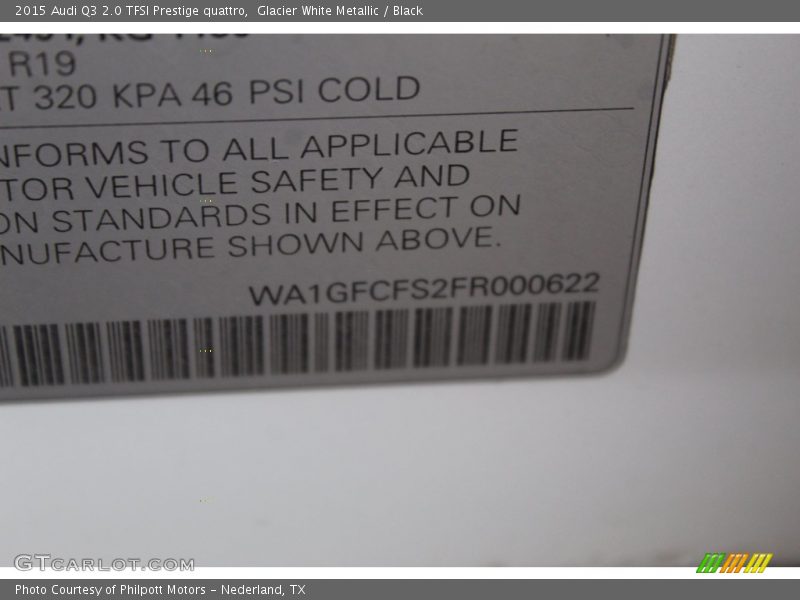 2015 Audi Q3 2.0 TFSI Prestige quattro, Glacier White Metallic / Black
R19
T 320 KPA 46 PSI COLD
NFORMS TO ALL APPLICABLE
TOR VEHICLE SAFETY AND
ON STANDARDS IN EFFECT ON
NUFACTURE SHOWN ABOVE.
WA1GFCFS2FR000622
GTCARLOT.COM
Photo Courtesy of Philpott Motors - Nederland, TX